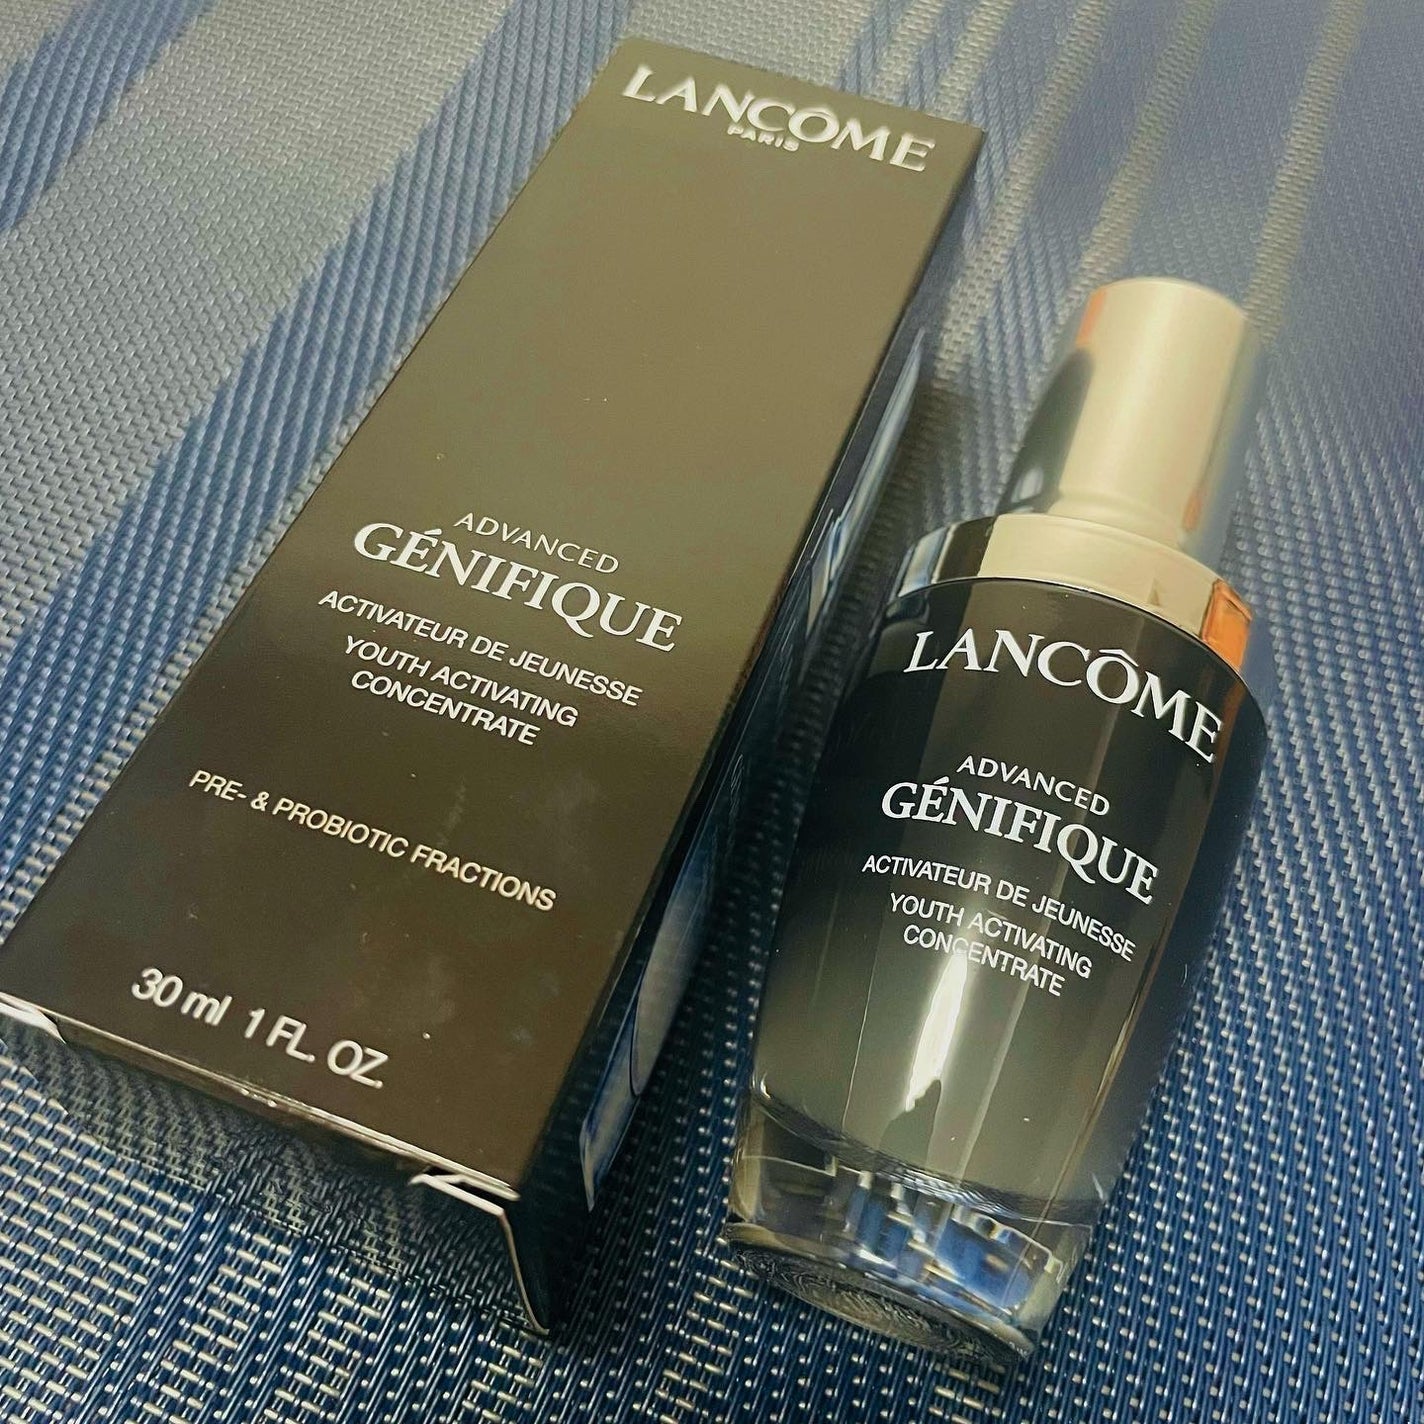 LANCÔME
PARIS
ADVANCED
GÉNIFIQUE
ACTIVATEUR DE JEUNESSE
YOUTH ACTIVATING
CONCENTRATE
PRE- & PROBIOTIC FRACTIONS
30 ml 1 FL. OZ.
LANCÔME
ADVANCED
GÉNIFIQUE
ACTIVATEUR DE JEUNESSE
YOUTH ACTIVATING
CONCENTRATE